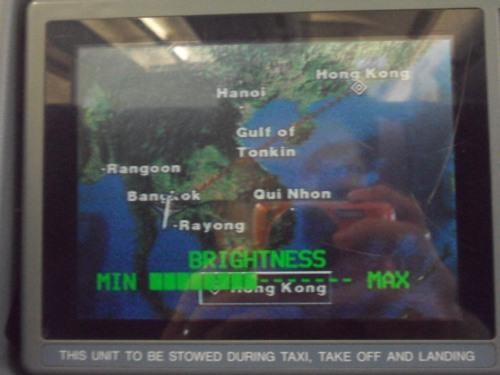 Hong Kong
Hanoi
Gulf of
Tonkin
Rangoon
Bangkok
Qui Nhon
Rayong
BRIGHTNESS
MIN MAX
Hong Kong
THIS UNIT TO BE STOWED DURING TAXI, TAKE OFF AND LANDING